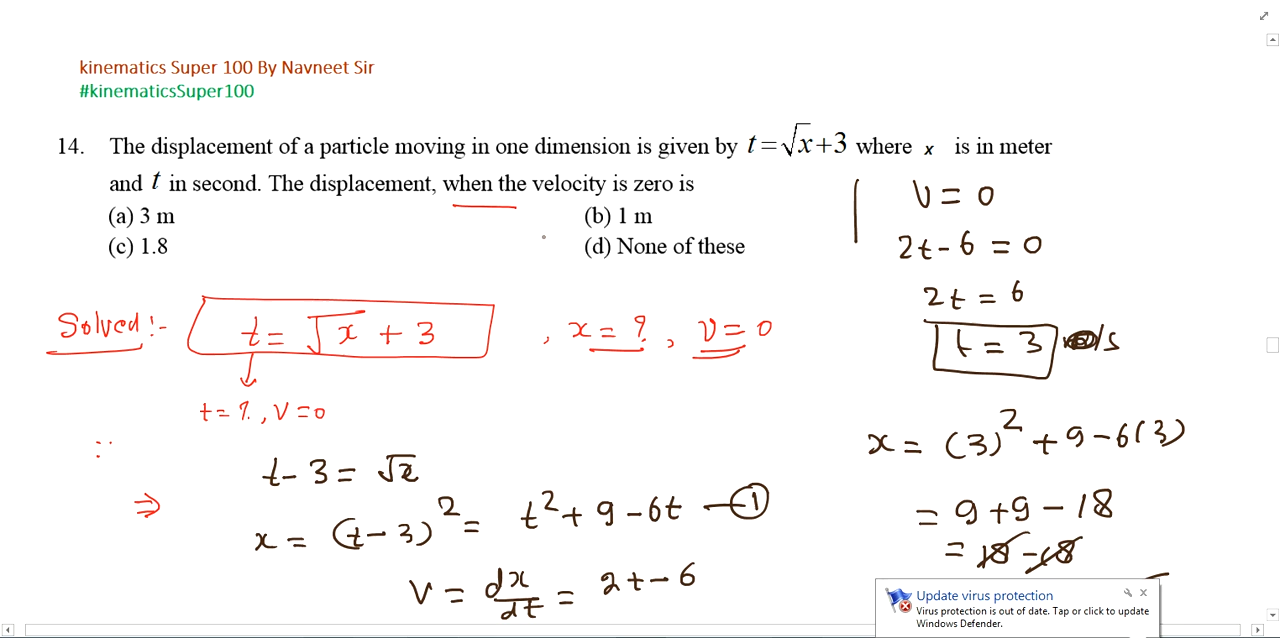 kinematics Super 100 By Navneet Sir
#kinematicsSuper100
14. The displacement of a particle moving in one dimension is given by t=√x+3 where x is in meter
and t in second. The displacement, when the velocity is zero is
(a) 3 m
(b) 1 m
(c) 1.8
(d) None of these
Solved :-
t = √x + 3 , x = ? , v = 0
t = ?, v = 0
∵
t - 3 = √x
⇒
x = (t - 3)² = t² + 9 - 6t — ①
v = dx/dt = 2t - 6
v = 0
2t - 6 = 0
2t = 6
t = 3 /s
x = (3)² + 9 - 6(3)
= 9 + 9 - 18
= 18 - 18
Update virus protection
Virus protection is out of date. Tap or click to update
Windows Defender.